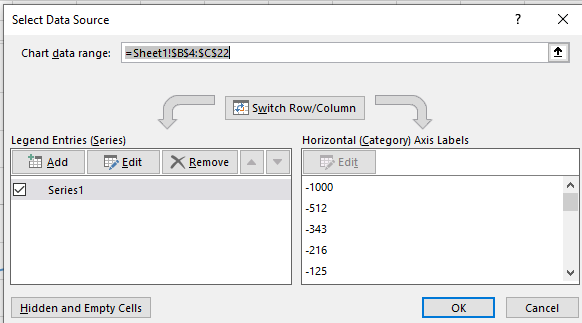 Select Data Source
Chart data range: =Sheet1!$B$4:$C$22
Switch Row/Column
Legend Entries (Series)
Add Edit Remove
Series1
Horizontal (Category) Axis Labels
Edit
-1000
-512
-343
-216
-125
Hidden and Empty Cells
OK Cancel